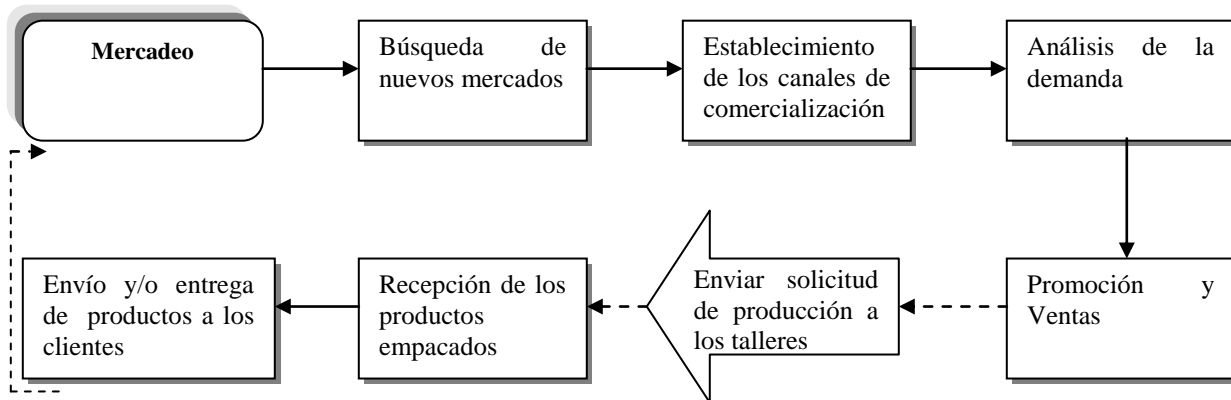 Mercadeo
Búsqueda de
nuevos mercados
Establecimiento
de los canales de
comercialización
Análisis de la
demanda
Promoción y
Ventas
Enviar solicitud
de producción a
los talleres
Recepción de los
productos
empacados
Envío y/o entrega
de productos a los
clientes